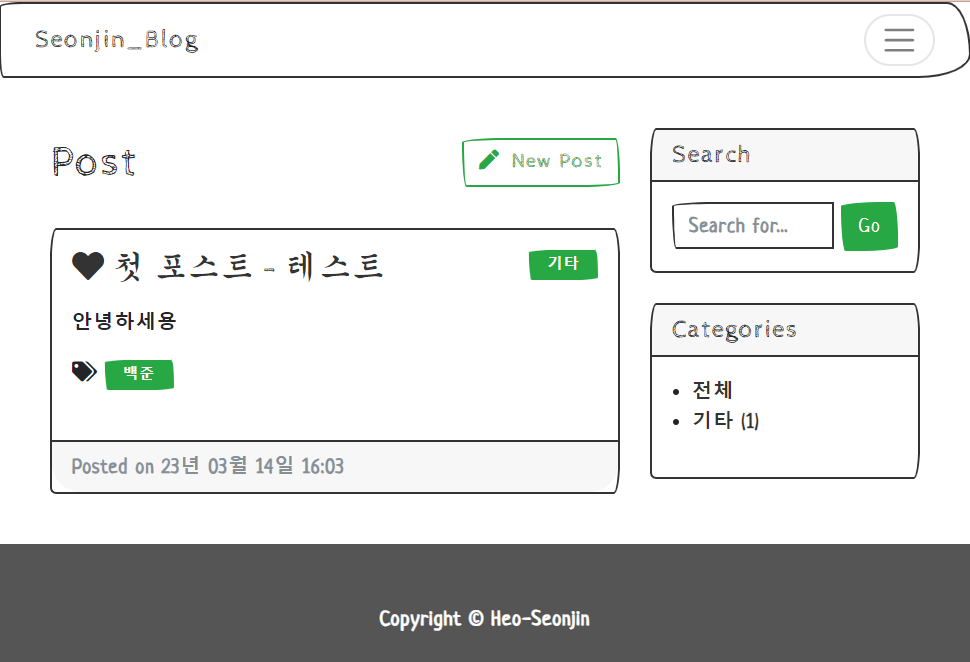 Seonjin_Blog
Post
New Post
첫 포스트 - 테스트
기타
안녕하세용
백준
Posted on 23년 03월 14일 16:03
Search
Search for...
Go
Categories
전체
기타 (1)
Copyright © Heo-Seonjin